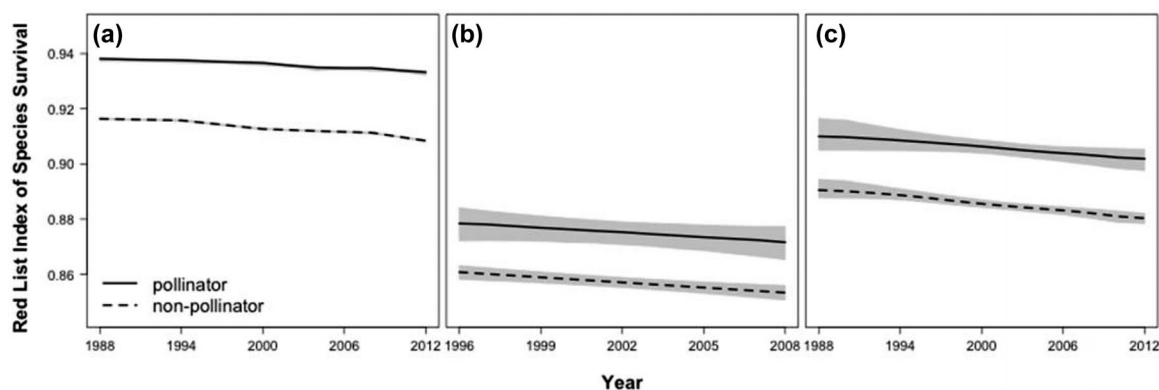 (a)
(b)
(c)
Red List Index of Species Survival
0.94
0.92
0.90
0.88
0.86
pollinator
non-pollinator
1988 1994 2000 2006 2012
1996 1999 2002 2005 2008
1988 1994 2000 2006 2012
Year